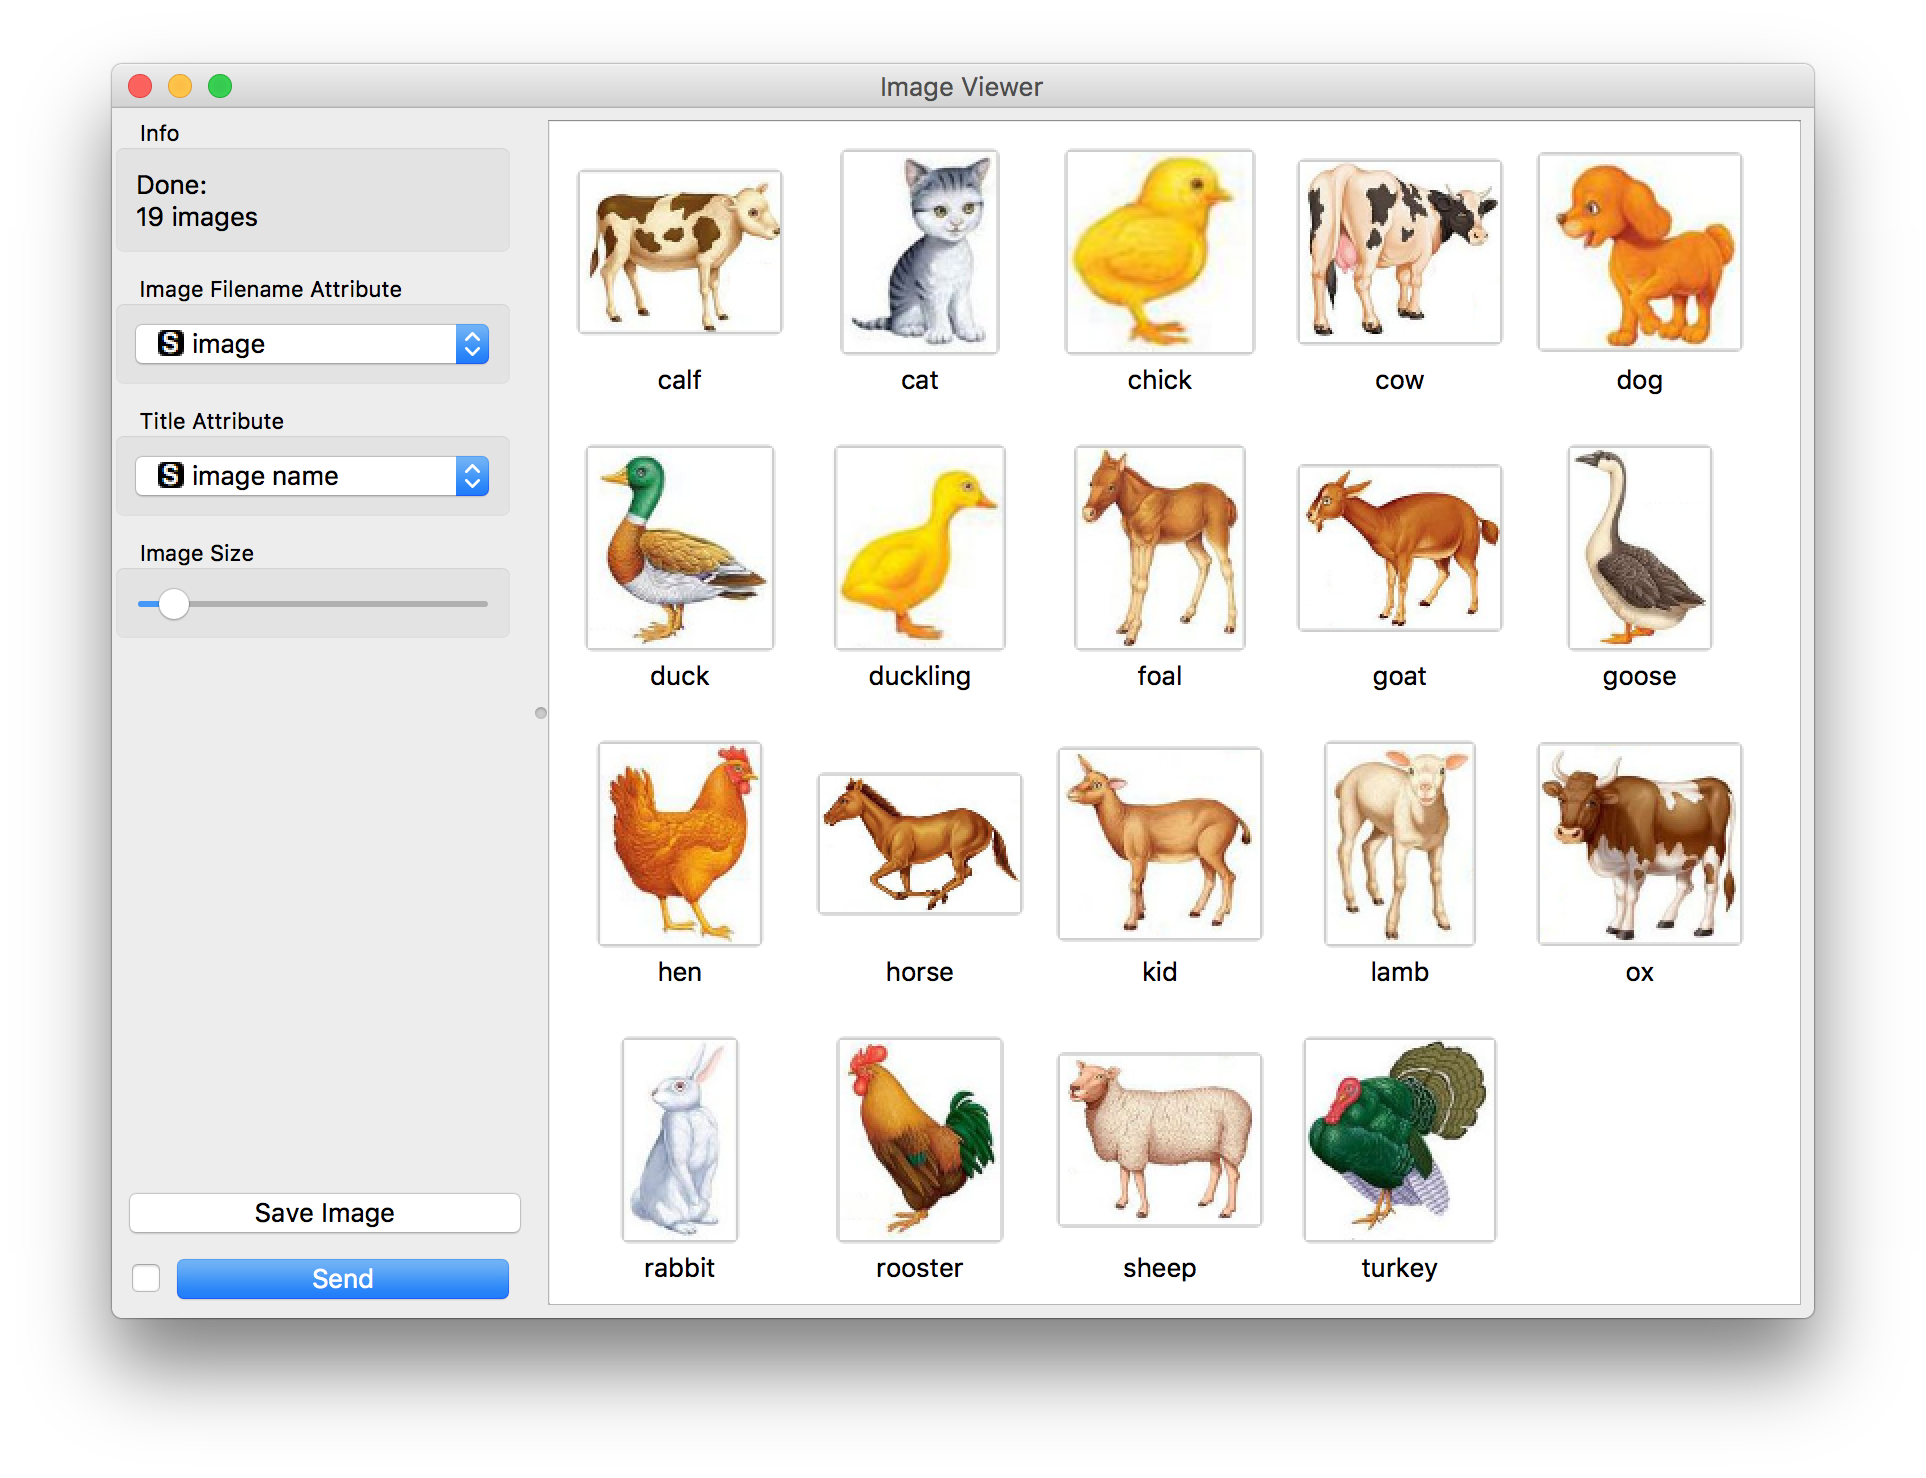 Image Viewer
Info
Done:
19 images
Image Filename Attribute
S image
Title Attribute
S image name
Image Size
Save Image
Send
calf cat chick cow dog
duck duckling foal goat goose
hen horse kid lamb ox
rabbit rooster sheep turkey